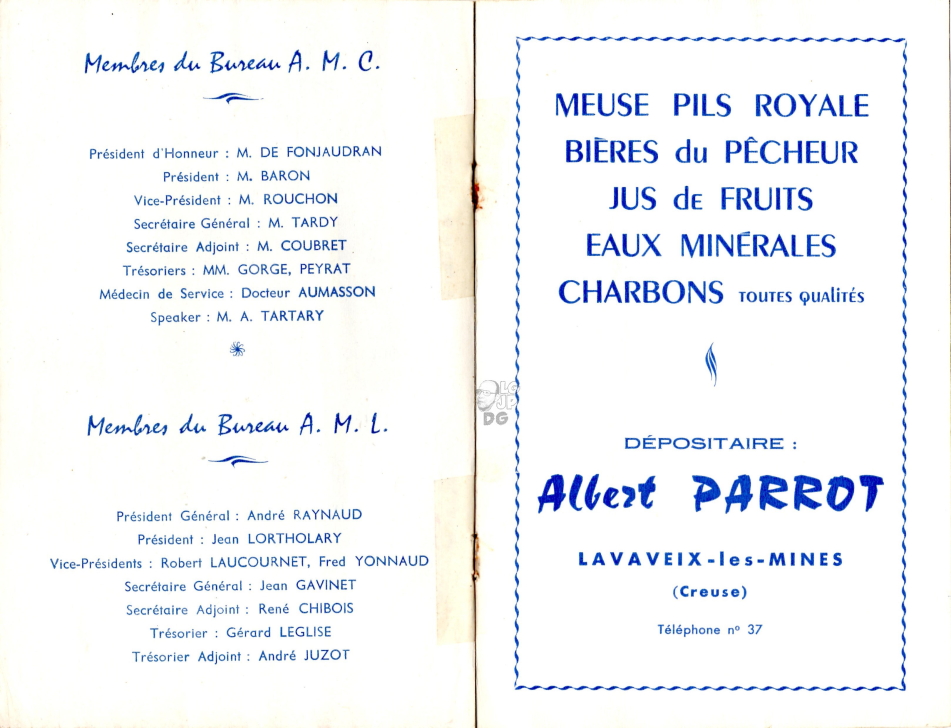 Membres du Bureau A. M. C.
Président d'Honneur : M. DE FONJAUDRAN
Président : M. BARON
Vice-Président : M. ROUCHON
Secrétaire Général : M. TARDY
Secrétaire Adjoint : M. COUBRET
Trésoriers : MM. GORGE, PEYRAT
Médecin de Service : Docteur AUMASSON
Speaker : M. A. TARTARY
Membres du Bureau A. M. L.
Président Général : André RAYNAUD
Président : Jean LORTHOLARY
Vice-Présidents : Robert LAUCOURNET, Fred YONNAUD
Secrétaire Général : Jean GAVINET
Secrétaire Adjoint : René CHIBOIS
Trésorier : Gérard LEGLISE
Trésorier Adjoint : André JUZOT
MEUSE PILS ROYALE
BIÈRES du PÊCHEUR
JUS de FRUITS
EAUX MINÉRALES
CHARBONS TOUTES QUALITÉS
DÉPOSITAIRE :
Albert PARROT
LAVAVEIX-les-MINES
(Creuse)
Téléphone nº 37
LG
JP
DG